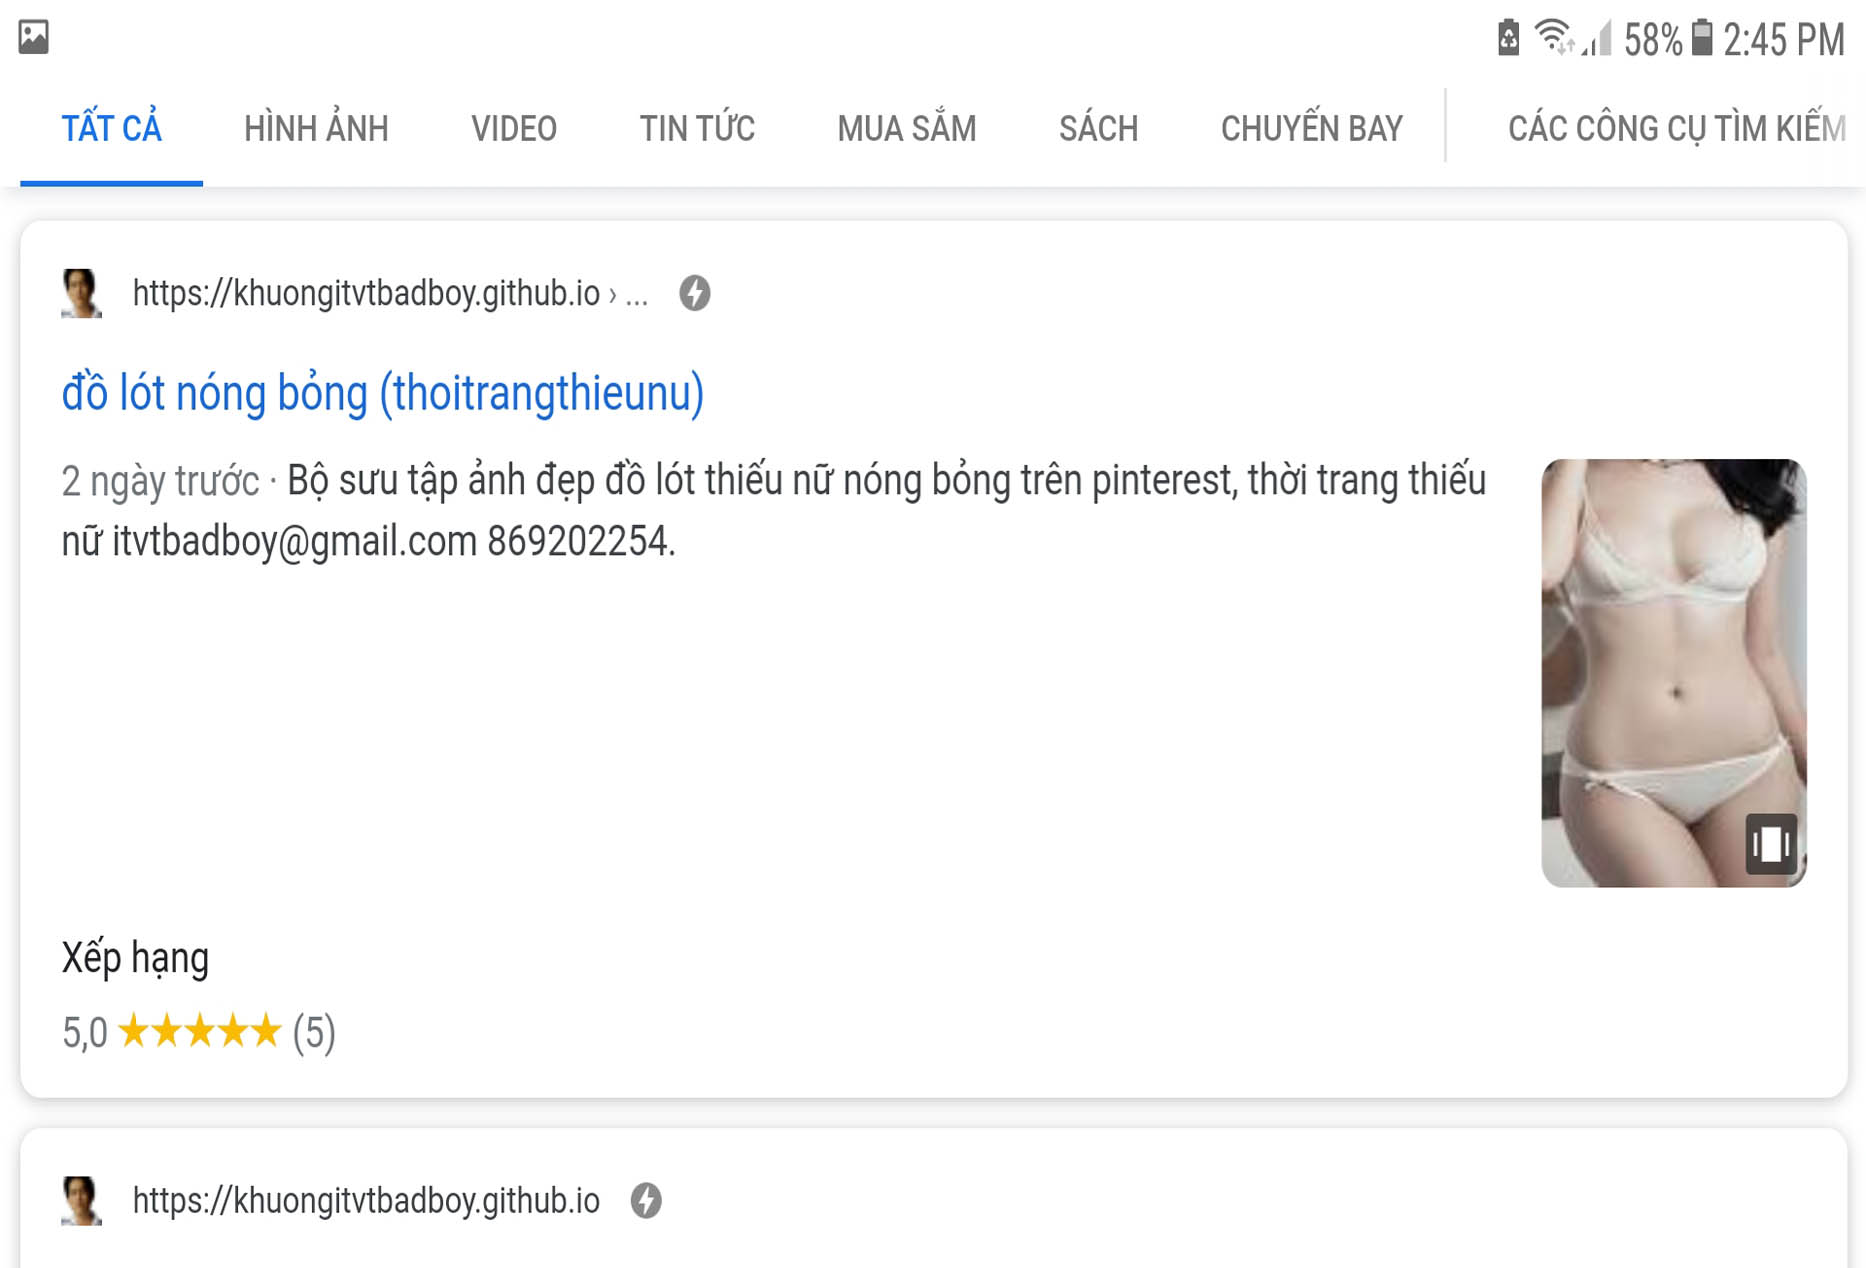 58% 2:45 PM
TẤT CẢ HÌNH ẢNH VIDEO TIN TỨC MUA SẮM SÁCH CHUYẾN BAY CÁC CÔNG CỤ TÌM KIẾM
https://khuongitvtbadboy.github.io › ...
đồ lót nóng bỏng (thoitrangthieunu)
2 ngày trước · Bộ sưu tập ảnh đẹp đồ lót thiếu nữ nóng bỏng trên pinterest, thời trang thiếu
nữ itvtbadboy@gmail.com 869202254.
Xếp hạng
5,0 ★★★★★ (5)
https://khuongitvtbadboy.github.io